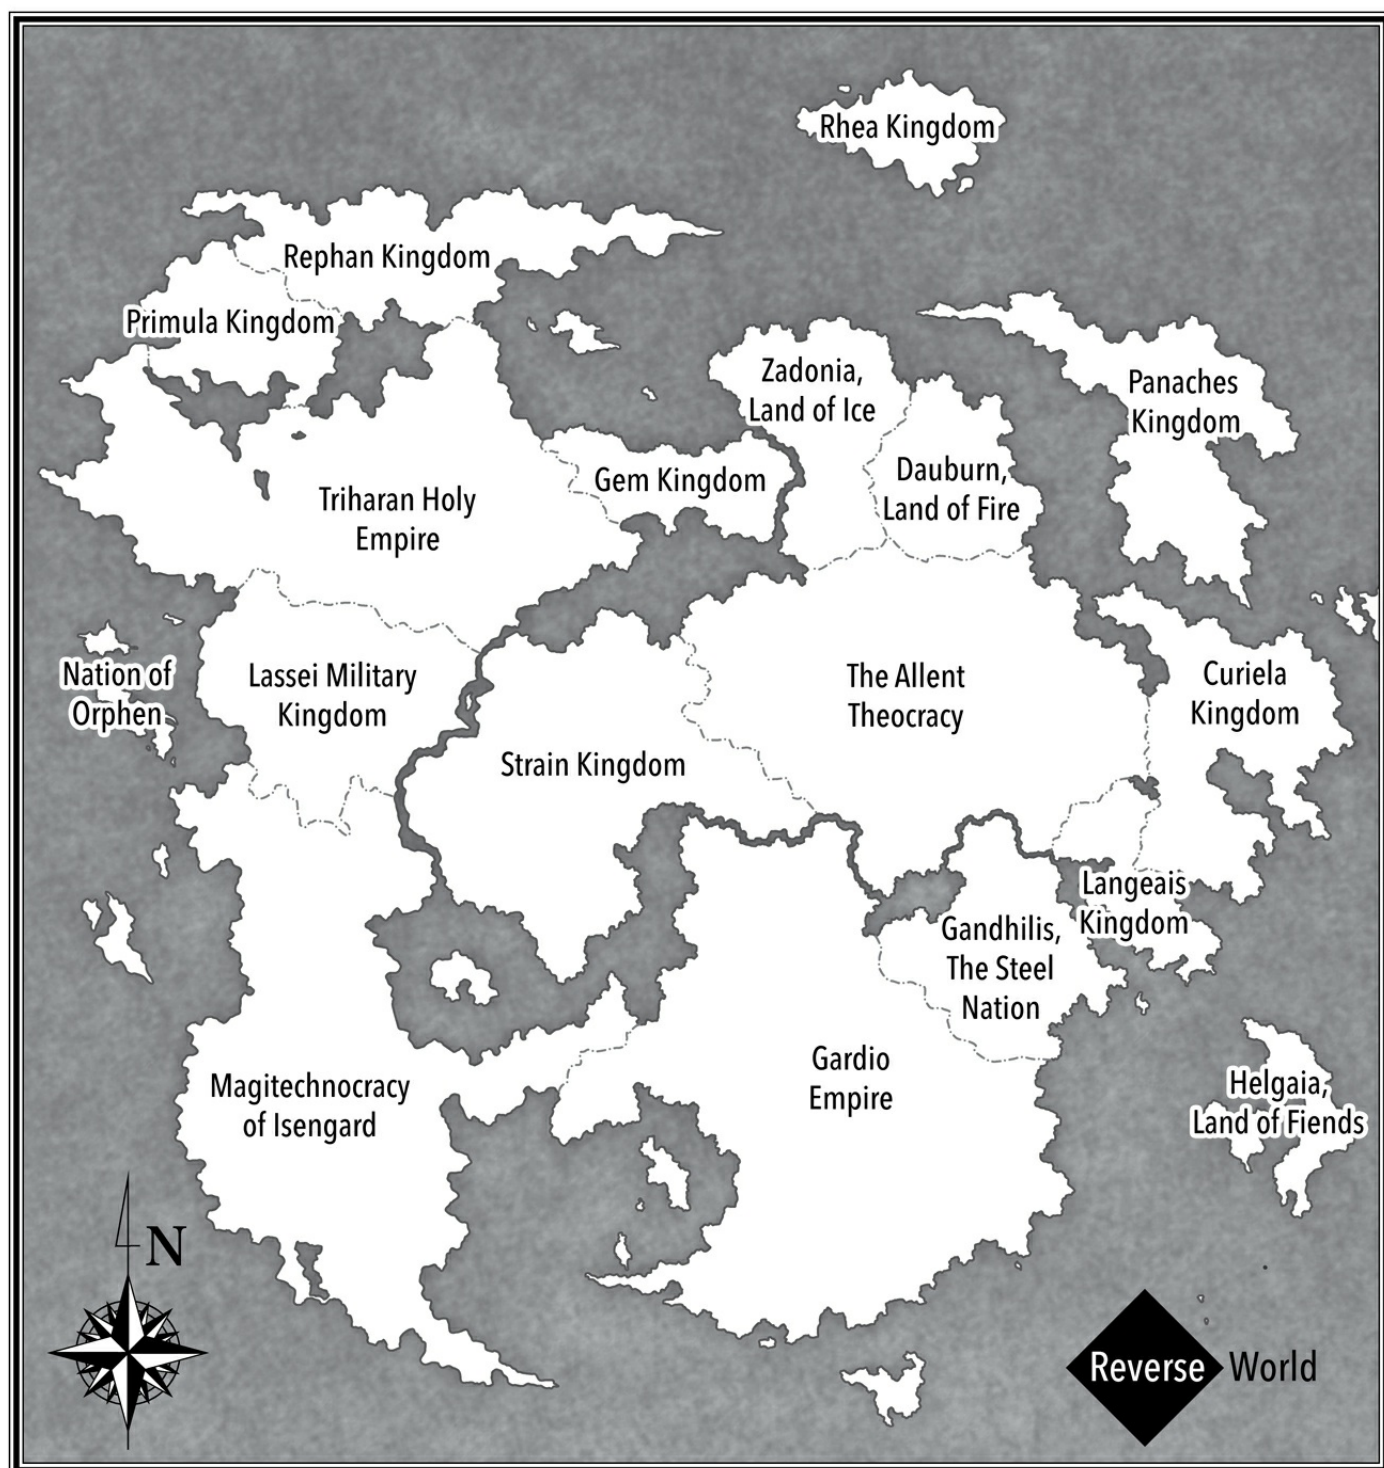 Rhea Kingdom
Rephan Kingdom
Primula Kingdom
Zadonia,
Land of Ice
Panaches
Kingdom
Dauburn,
Land of Fire
Gem Kingdom
Triharan Holy
Empire
Nation of
Orphen
Lassei Military
Kingdom
The Allent
Theocracy
Curiela
Kingdom
Strain Kingdom
Langeais
Kingdom
Gandhilis,
The Steel
Nation
Magitechnocracy
of Isengard
Gardio
Empire
Helgaia,
Land of Fiends
N
Reverse World